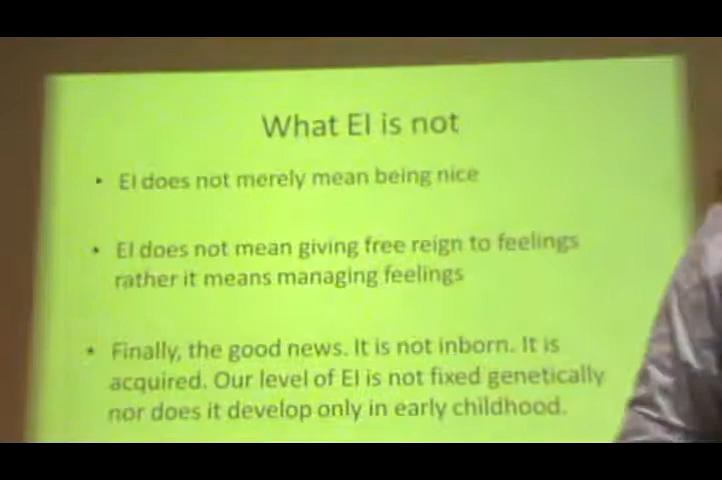 What EI is not
• EI does not merely mean being nice
• EI does not mean giving free reign to feelings
rather it means managing feelings
• Finally, the good news. It is not inborn. It is
acquired. Our level of EI is not fixed genetically
nor does it develop only in early childhood.